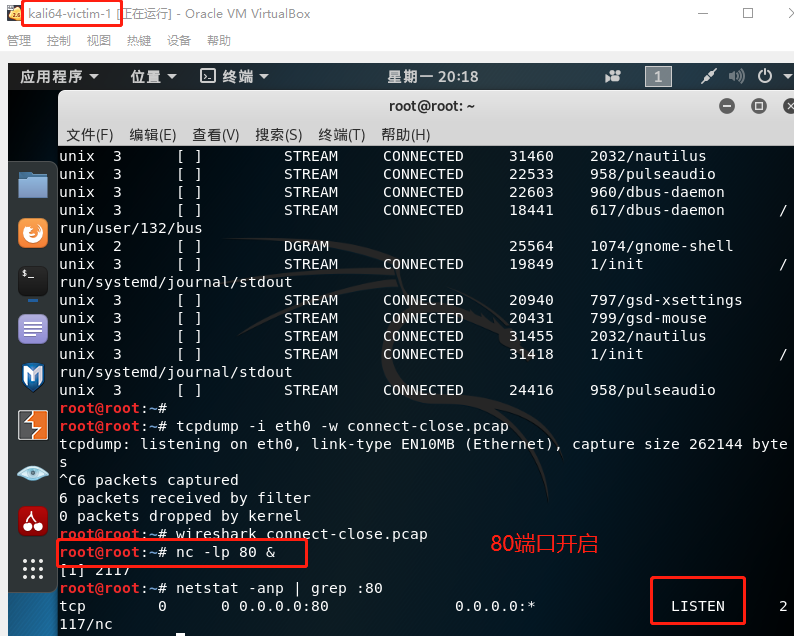 kali64-victim-1 [正在运行] - Oracle VM VirtualBox
管理 控制 视图 热键 设备 帮助
应用程序 位置 终端 星期一 20:18 1
root@root: ~
文件(F) 编辑(E) 查看(V) 搜索(S) 终端(T) 帮助(H)
unix 3 [ ] STREAM CONNECTED 31460 2032/nautilus
unix 3 [ ] STREAM CONNECTED 22533 958/pulseaudio
unix 3 [ ] STREAM CONNECTED 22603 960/dbus-daemon
unix 3 [ ] STREAM CONNECTED 18441 617/dbus-daemon /
run/user/132/bus
unix 2 [ ] DGRAM 25564 1074/gnome-shell
unix 3 [ ] STREAM CONNECTED 19849 1/init /
run/systemd/journal/stdout
unix 3 [ ] STREAM CONNECTED 20940 797/gsd-xsettings
unix 3 [ ] STREAM CONNECTED 20431 799/gsd-mouse
unix 3 [ ] STREAM CONNECTED 31455 2032/nautilus
unix 3 [ ] STREAM CONNECTED 31418 1/init /
run/systemd/journal/stdout
unix 3 [ ] STREAM CONNECTED 24416 958/pulseaudio
root@root:~#
root@root:~# tcpdump -i eth0 -w connect-close.pcap
tcpdump: listening on eth0, link-type EN10MB (Ethernet), capture size 262144 byte
s
^C6 packets captured
6 packets received by filter
0 packets dropped by kernel
root@root:~# wireshark connect-close.pcap
root@root:~# nc -lp 80 &
80端口开启
[1] 2117
root@root:~# netstat -anp | grep :80
tcp 0 0 0.0.0.0:80 0.0.0.0:* LISTEN 2
117/nc